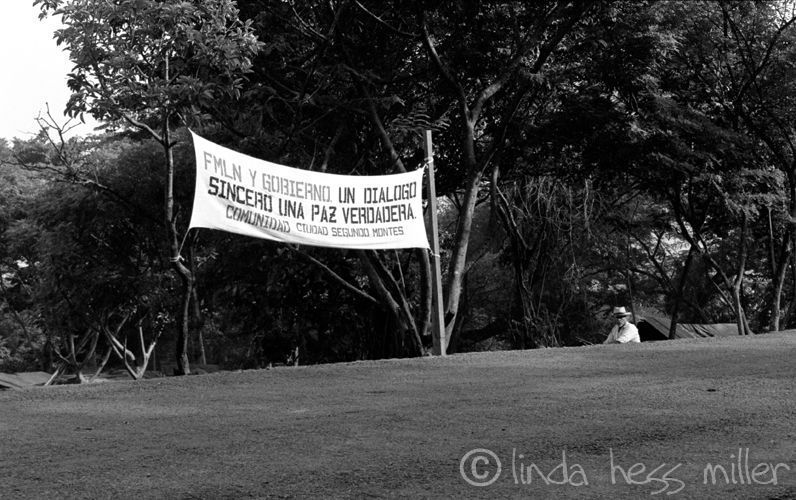 FMLN Y GOBIERNO. UN DIALOGO
SINCERO UNA PAZ VERDADERA.
COMUNIDAD CIUDAD SEGUNDO MONTES
© linda hess miller